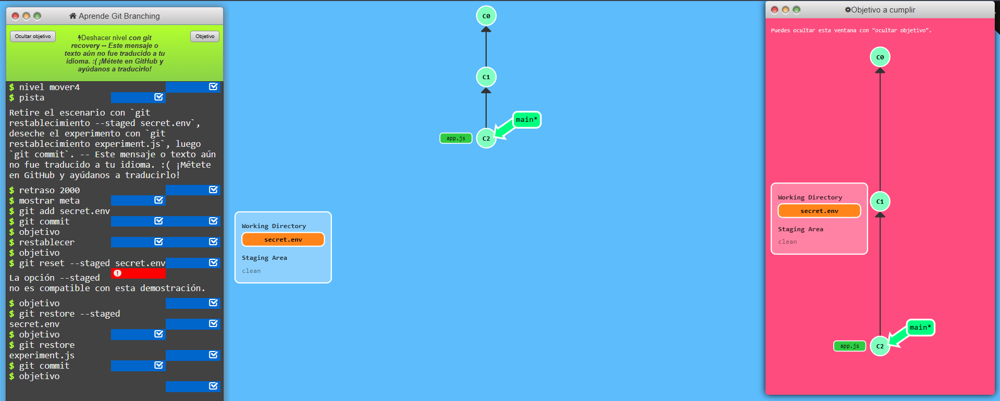 Aprende Git Branching
Ocultar objetivo
Deshacer nivel con git
recovery -- Este mensaje o
texto aún no fue traducido a tu
idioma. :( ¡Métete en GitHub y
ayúdanos a traducirlo!
Objetivo
$ nivel mover4
$ pista
Retire el escenario con `git
restablecimiento --staged secret.env`,
deseche el experimento con `git
restablecimiento experiment.js`, luego
`git commit`. -- Este mensaje o texto aún
no fue traducido a tu idioma. :( ¡Métete
en GitHub y ayúdanos a traducirlo!
$ retraso 2000
$ mostrar meta
$ git add secret.env
$ git commit
$ objetivo
$ restablecer
$ objetivo
$ git reset --staged secret.env
La opción --staged
no es compatible con esta demostración.
$ objetivo
$ git restore --staged
secret.env
$ objetivo
$ git restore
experiment.js
$ git commit
$ objetivo
C0
C1
main*
app.js
C2
Working Directory
secret.env
Staging Area
clean
Objetivo a cumplir
Puedes ocultar esta ventana con "ocultar objetivo".
C0
Working Directory
secret.env
Staging Area
clean
C1
main*
app.js
C2